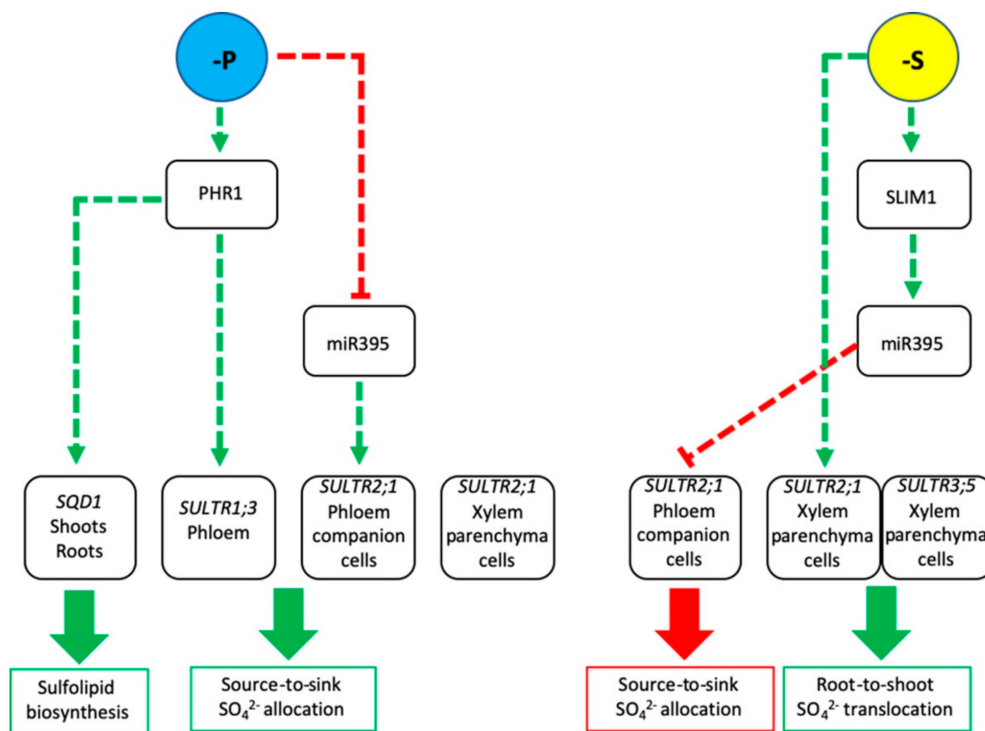 -P
-S
PHR1
SLIM1
miR395
miR395
SQD1
Shoots
Roots
SULTR1;3
Phloem
SULTR2;1
Phloem
companion
cells
SULTR2;1
Xylem
parenchyma
cells
SULTR2;1
Phloem
companion
cells
SULTR2;1
Xylem
parenchyma
cells
SULTR3;5
Xylem
parenchyma
cells
Sulfolipid
biosynthesis
Source-to-sink
SO₄²⁻ allocation
Source-to-sink
SO₄²⁻ allocation
Root-to-shoot
SO₄²⁻ translocation